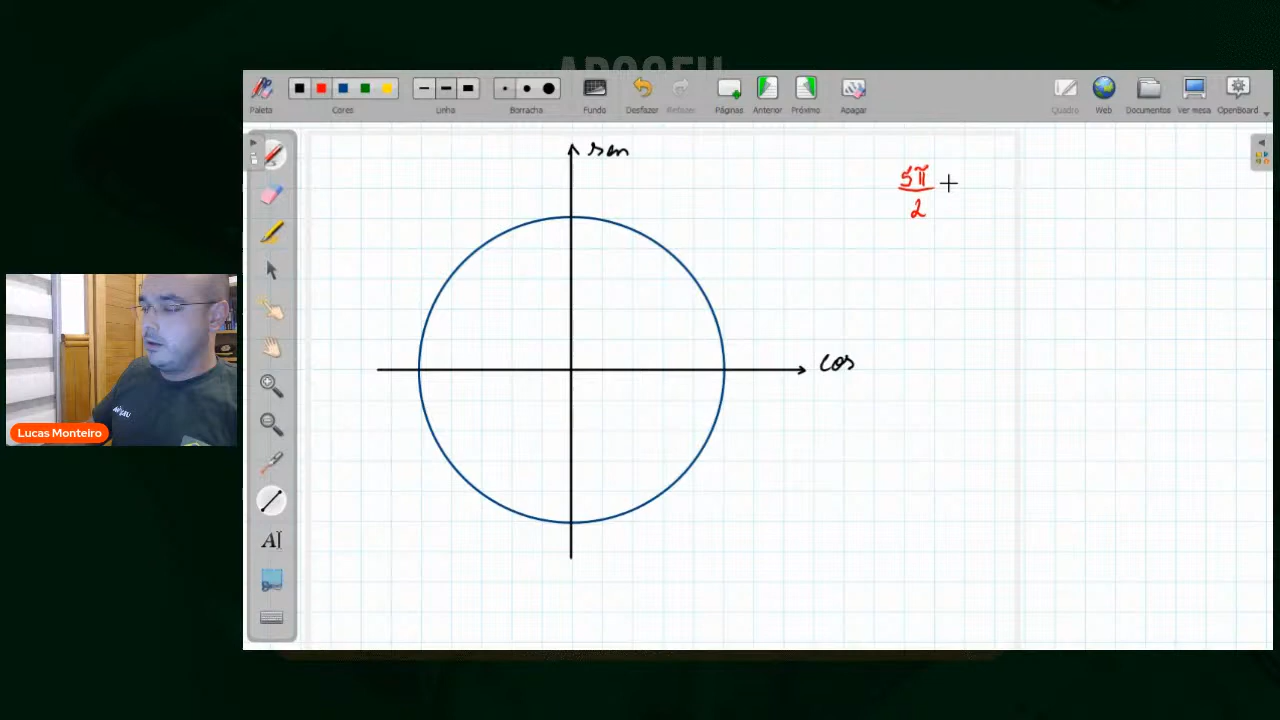 Paleta
Cores
Linha
Borracha
Fundo
Desfazer
Refazer
Páginas
Anterior
Próximo
Apagar
Quadro
Web
Documentos
Ver mesa
OpenBoard
sen
5π
2
cos
AI
Lucas Monteiro